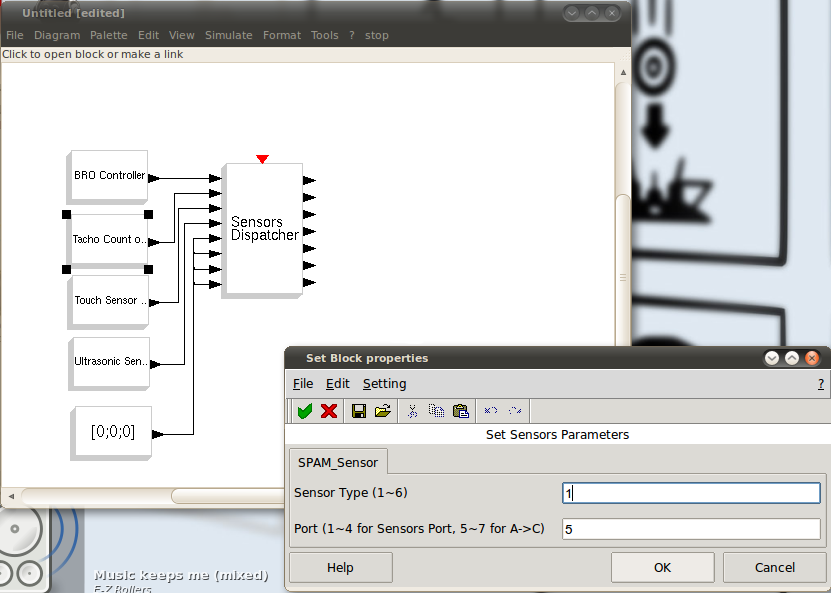 Untitled [edited]
File Diagram Palette Edit View Simulate Format Tools ? stop
Click to open block or make a link
BRO Controller
Tacho Count o..
Touch Sensor ..
Ultrasonic Sen..
[0;0;0]
Sensors
Dispatcher
Set Block properties
File Edit Setting ?
Set Sensors Parameters
SPAM_Sensor
Sensor Type (1~6) 1
Port (1~4 for Sensors Port, 5~7 for A->C) 5
Help OK Cancel
Music keeps me (mixed)
E-Z Rollers